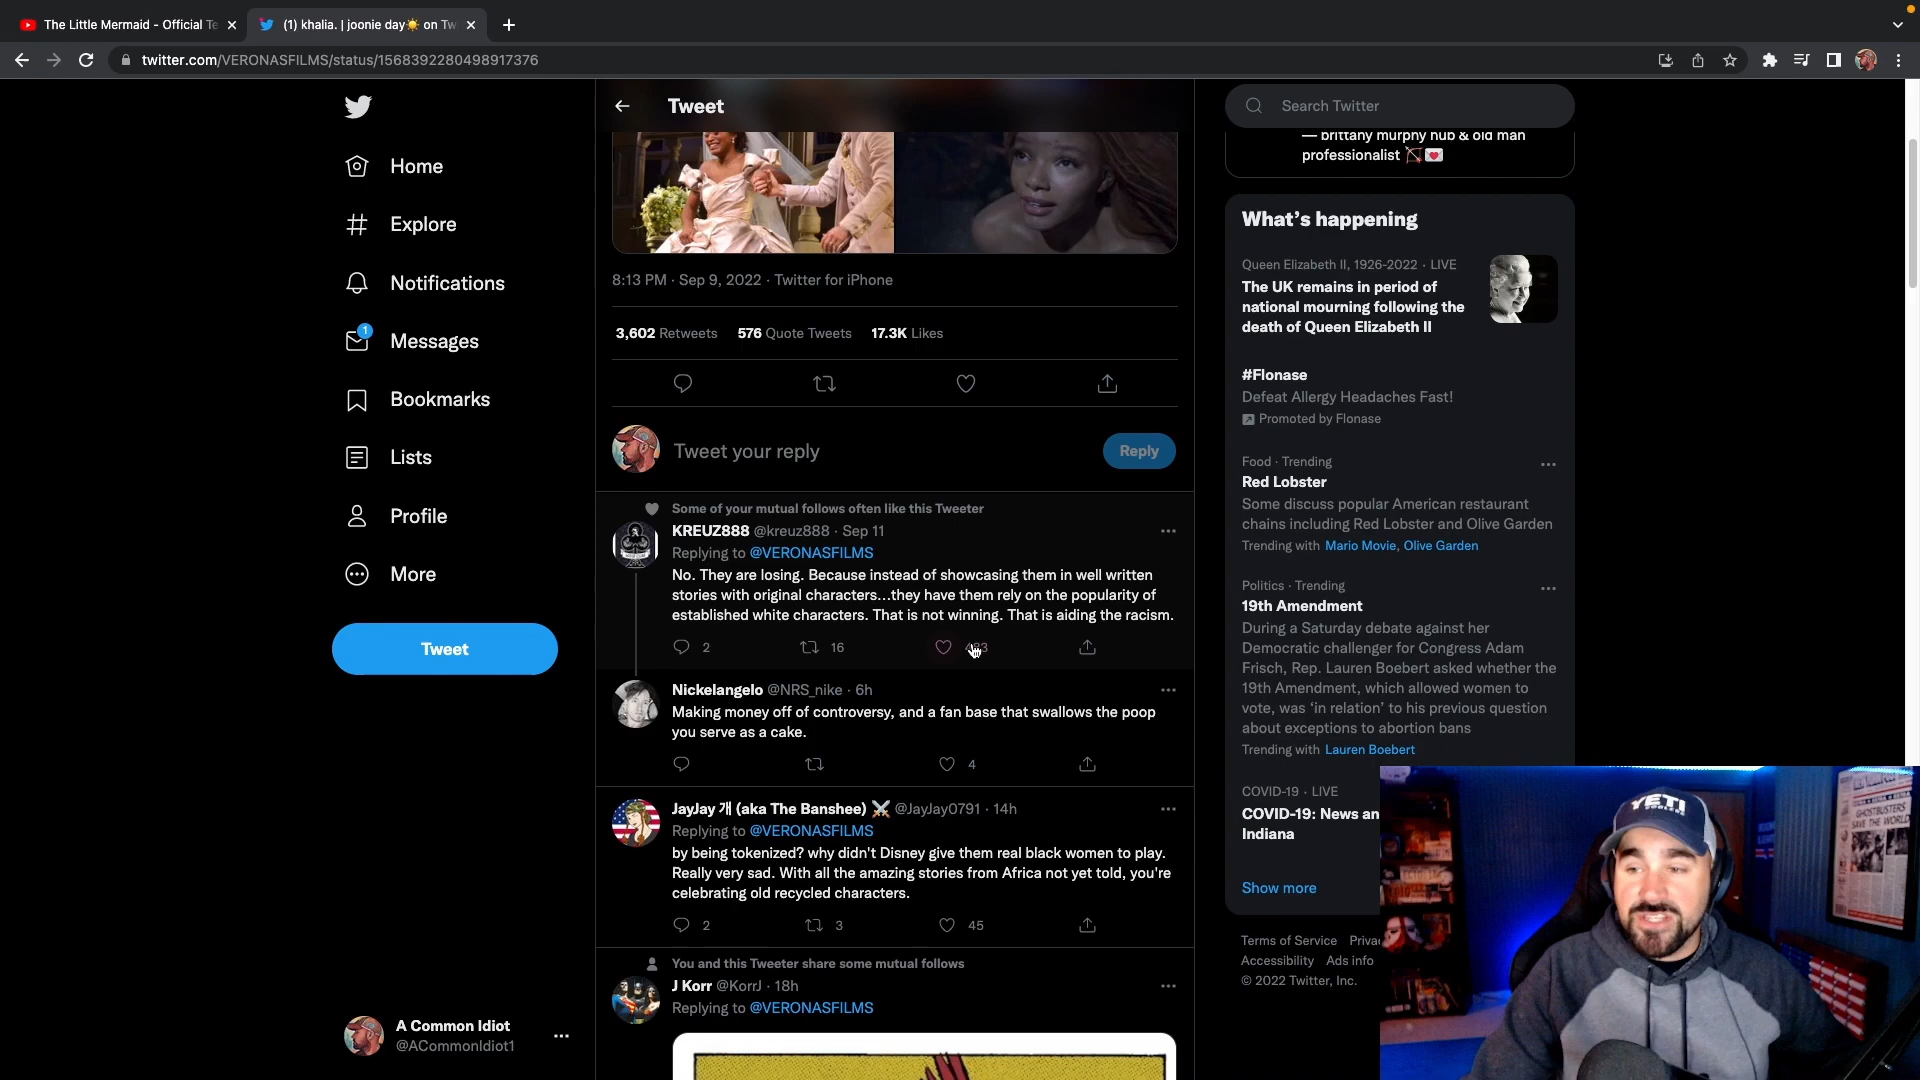 The Little Mermaid - Official Te
(1) khalia. | joonie day☀️ on Tw
twitter.com/VERONASFILMS/status/1568392280498917376
Tweet
Search Twitter
— brittany murphy hub & old man
professionalist 🏹💌
Home
Explore
Notifications
1
Messages
Bookmarks
Lists
Profile
More
Tweet
A Common Idiot
@ACommonIdiot1
8:13 PM · Sep 9, 2022 · Twitter for iPhone
3,602 Retweets 576 Quote Tweets 17.3K Likes
Tweet your reply
Reply
Some of your mutual follows often like this Tweeter
KREUZ888 @kreuz888 · Sep 11
Replying to @VERONASFILMS
No. They are losing. Because instead of showcasing them in well written
stories with original characters...they have them rely on the popularity of
established white characters. That is not winning. That is aiding the racism.
2 16
Nickelangelo @NRS_nike · 6h
Making money off of controversy, and a fan base that swallows the poop
you serve as a cake.
4
JayJay 개 (aka The Banshee) ⚔️ @JayJay0791 · 14h
Replying to @VERONASFILMS
by being tokenized? why didn't Disney give them real black women to play.
Really very sad. With all the amazing stories from Africa not yet told, you're
celebrating old recycled characters.
2 3 45
You and this Tweeter share some mutual follows
J Korr @KorrJ · 18h
Replying to @VERONASFILMS
What's happening
Queen Elizabeth II, 1926-2022 · LIVE
The UK remains in period of
national mourning following the
death of Queen Elizabeth II
#Flonase
Defeat Allergy Headaches Fast!
Promoted by Flonase
Food · Trending
Red Lobster
Some discuss popular American restaurant
chains including Red Lobster and Olive Garden
Trending with Mario Movie, Olive Garden
Politics · Trending
19th Amendment
During a Saturday debate against her
Democratic challenger for Congress Adam
Frisch, Rep. Lauren Boebert asked whether the
19th Amendment, which allowed women to
vote, was 'in relation' to his previous question
about exceptions to abortion bans
Trending with Lauren Boebert
COVID-19 · LIVE
COVID-19: News an
Indiana
Show more
Terms of Service Priva
Accessibility Ads info
© 2022 Twitter, Inc.
YETI
COOLERS
GHOSTBUSTERS
SAVE THE WORLD